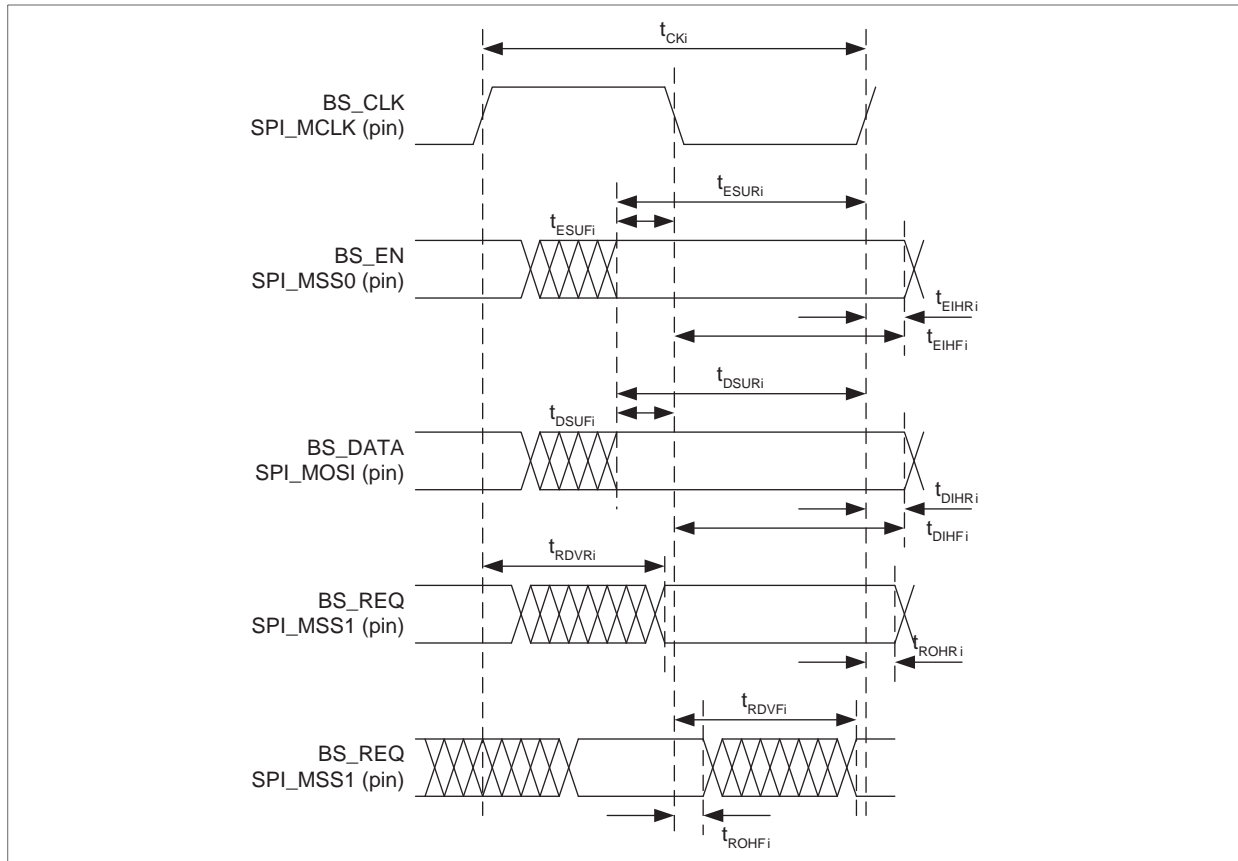 tCKi
BS_CLK
SPI_MCLK (pin)
tESURi
tESUFi
BS_EN
SPI_MSS0 (pin)
tEIHRi
tEIHFi
tDSURi
tDSUFi
BS_DATA
SPI_MOSI (pin)
tDIHRi
tDIHFi
tRDVRi
BS_REQ
SPI_MSS1 (pin)
tROHRi
tRDVFi
BS_REQ
SPI_MSS1 (pin)
tROHFi